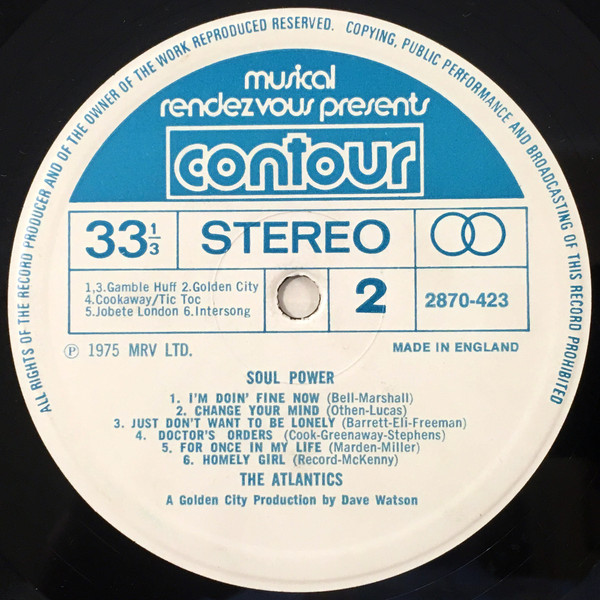 ALL RIGHTS OF THE RECORD PRODUCER AND OF THE OWNER OF THE WORK REPRODUCED RESERVED. COPYING, PUBLIC PERFORMANCE AND BROADCASTING OF THIS RECORD PROHIBITED
musical
rendezvous presents
contour
33 1/3
STEREO
1,3.Gamble Huff 2.Golden City
4.Cookaway/Tic Toc
5.Jobete London 6.Intersong
2
2870-423
Ⓟ 1975 MRV LTD.
MADE IN ENGLAND
SOUL POWER
1. I'M DOIN' FINE NOW (Bell-Marshall)
2. CHANGE YOUR MIND (Othen-Lucas)
3. JUST DON'T WANT TO BE LONELY (Barrett-Eli-Freeman)
4. DOCTOR'S ORDERS (Cook-Greenaway-Stephens)
5. FOR ONCE IN MY LIFE (Marden-Miller)
6. HOMELY GIRL (Record-McKenny)
THE ATLANTICS
A Golden City Production by Dave Watson